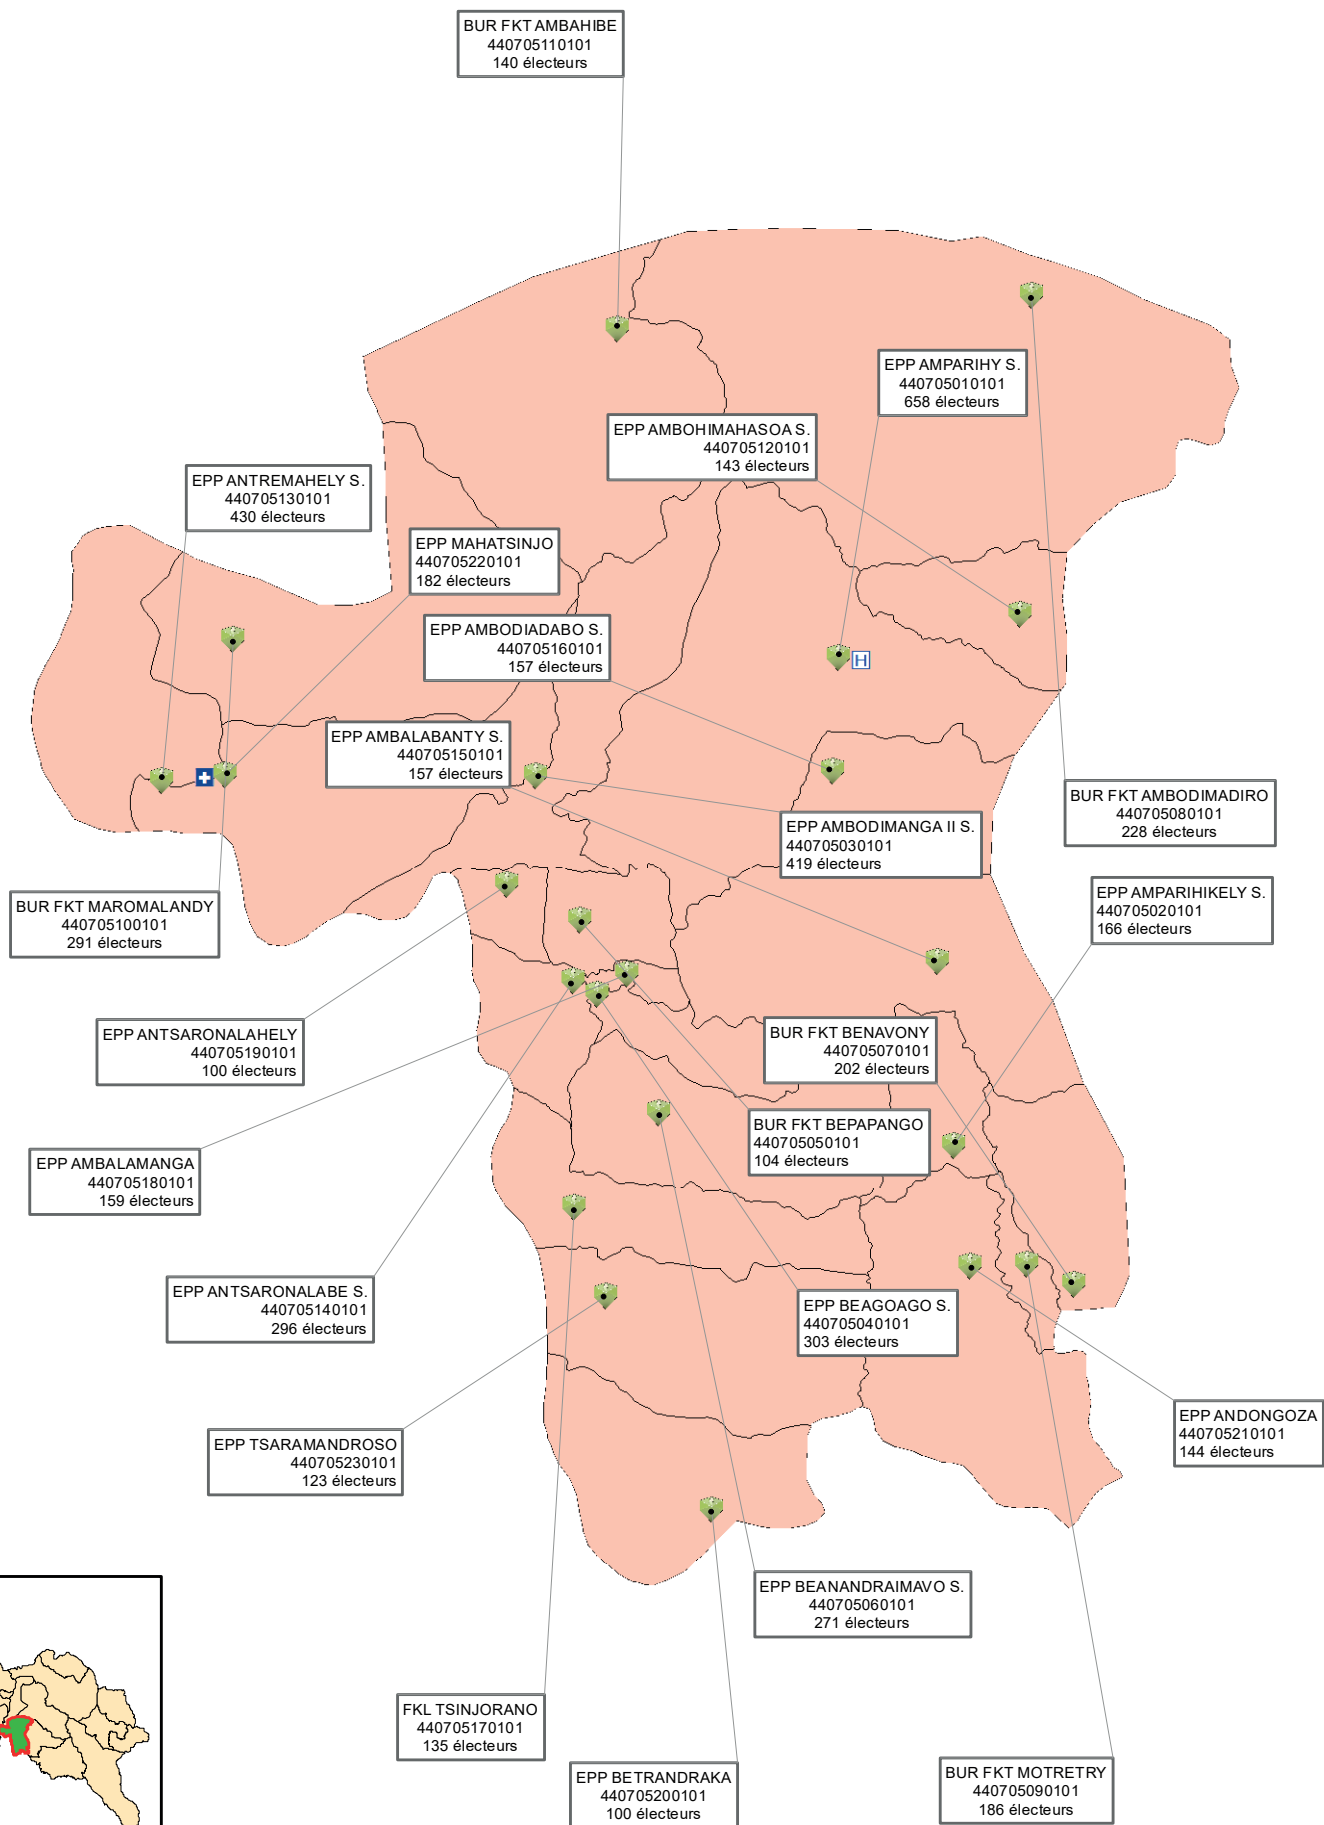 BUR FKT AMBAHIBE
440705110101
140 électeurs
EPP AMPARIHY S.
440705010101
658 électeurs
EPP AMBOHIMAHASOA S.
440705120101
143 électeurs
EPP ANTREMAHELY S.
440705130101
430 électeurs
EPP MAHATSINJO
440705220101
182 électeurs
EPP AMBODIADABO S.
440705160101
157 électeurs
H
EPP AMBALABANTY S.
440705150101
157 électeurs
BUR FKT AMBODIMADIRO
440705080101
228 électeurs
EPP AMBODIMANGA II S.
440705030101
419 électeurs
EPP AMPARIHIKELY S.
440705020101
166 électeurs
BUR FKT MAROMALANDY
440705100101
291 électeurs
EPP ANTSARONALAHELY
440705190101
100 électeurs
BUR FKT BENAVONY
440705070101
202 électeurs
BUR FKT BEPAPANGO
440705050101
104 électeurs
EPP AMBALAMANGA
440705180101
159 électeurs
EPP ANTSARONALABE S.
440705140101
296 électeurs
EPP BEAGOAGO S.
440705040101
303 électeurs
EPP ANDONGOZA
440705210101
144 électeurs
EPP TSARAMANDROSO
440705230101
123 électeurs
EPP BEANANDRAIMAVO S.
440705060101
271 électeurs
FKL TSINJORANO
440705170101
135 électeurs
EPP BETRANDRAKA
440705200101
100 électeurs
BUR FKT MOTRETRY
440705090101
186 électeurs